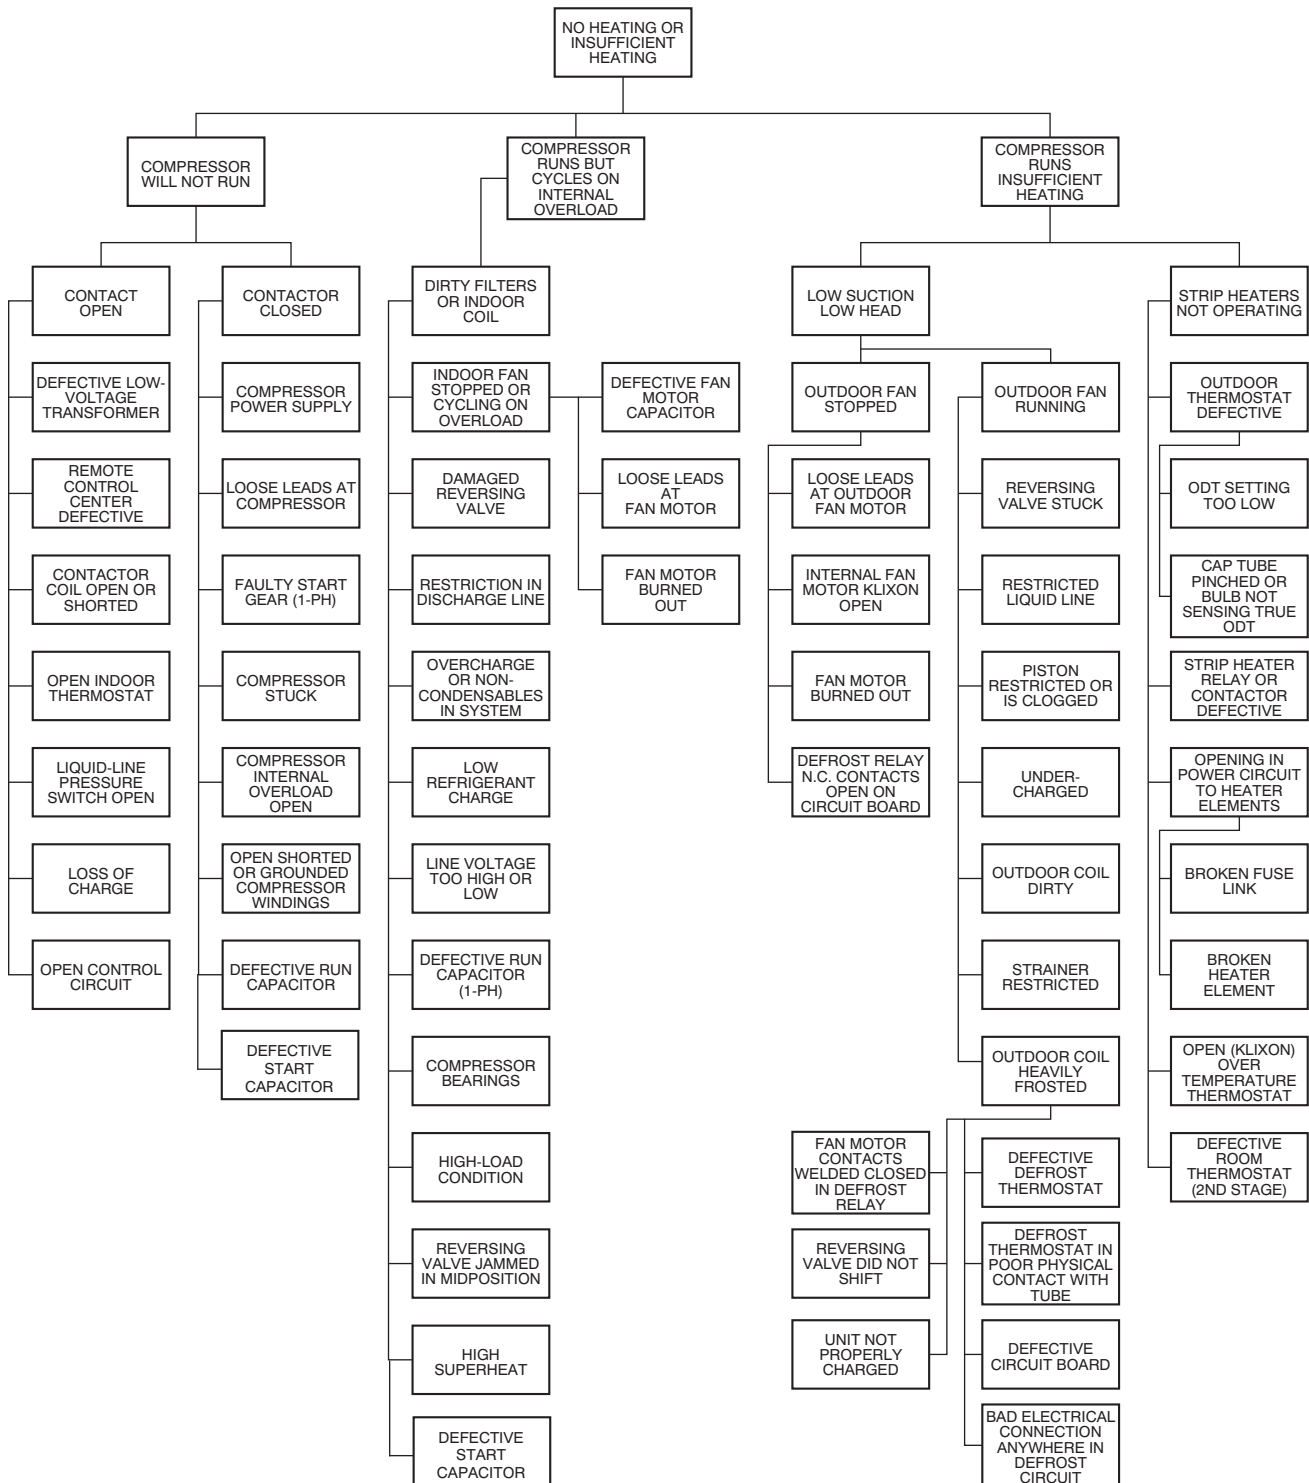 NO HEATING OR
INSUFFICIENT
HEATING
COMPRESSOR
WILL NOT RUN
COMPRESSOR
RUNS BUT
CYCLES ON
INTERNAL
OVERLOAD
COMPRESSOR
RUNS
INSUFFICIENT
HEATING
CONTACT
OPEN
DEFECTIVE LOW-
VOLTAGE
TRANSFORMER
REMOTE
CONTROL
CENTER
DEFECTIVE
CONTACTOR
COIL OPEN OR
SHORTED
OPEN INDOOR
THERMOSTAT
LIQUID-LINE
PRESSURE
SWITCH OPEN
LOSS OF
CHARGE
OPEN CONTROL
CIRCUIT
CONTACTOR
CLOSED
COMPRESSOR
POWER SUPPLY
LOOSE LEADS AT
COMPRESSOR
FAULTY START
GEAR (1-PH)
COMPRESSOR
STUCK
COMPRESSOR
INTERNAL
OVERLOAD
OPEN
OPEN SHORTED
OR GROUNDED
COMPRESSOR
WINDINGS
DEFECTIVE RUN
CAPACITOR
DEFECTIVE
START
CAPACITOR
DIRTY FILTERS
OR INDOOR
COIL
INDOOR FAN
STOPPED OR
CYCLING ON
OVERLOAD
DAMAGED
REVERSING
VALVE
RESTRICTION IN
DISCHARGE LINE
OVERCHARGE
OR NON-
CONDENSABLES
IN SYSTEM
LOW
REFRIGERANT
CHARGE
LINE VOLTAGE
TOO HIGH OR
LOW
DEFECTIVE RUN
CAPACITOR
(1-PH)
COMPRESSOR
BEARINGS
HIGH-LOAD
CONDITION
REVERSING
VALVE JAMMED
IN MIDPOSITION
HIGH
SUPERHEAT
DEFECTIVE
START
CAPACITOR
DEFECTIVE FAN
MOTOR
CAPACITOR
LOOSE LEADS
AT
FAN MOTOR
FAN MOTOR
BURNED
OUT
LOW SUCTION
LOW HEAD
OUTDOOR FAN
STOPPED
LOOSE LEADS
AT OUTDOOR
FAN MOTOR
INTERNAL FAN
MOTOR KLIXON
OPEN
FAN MOTOR
BURNED OUT
DEFROST RELAY
N.C. CONTACTS
OPEN ON
CIRCUIT BOARD
OUTDOOR FAN
RUNNING
REVERSING
VALVE STUCK
RESTRICTED
LIQUID LINE
PISTON
RESTRICTED OR
IS CLOGGED
UNDER-
CHARGED
OUTDOOR COIL
DIRTY
STRAINER
RESTRICTED
OUTDOOR COIL
HEAVILY
FROSTED
FAN MOTOR
CONTACTS
WELDED CLOSED
IN DEFROST
RELAY
REVERSING
VALVE DID NOT
SHIFT
UNIT NOT
PROPERLY
CHARGED
DEFECTIVE
DEFROST
THERMOSTAT
DEFROST
THERMOSTAT IN
POOR PHYSICAL
CONTACT WITH
TUBE
DEFECTIVE
CIRCUIT BOARD
BAD ELECTRICAL
CONNECTION
ANYWHERE IN
DEFROST
CIRCUIT
STRIP HEATERS
NOT OPERATING
OUTDOOR
THERMOSTAT
DEFECTIVE
ODT SETTING
TOO LOW
CAP TUBE
PINCHED OR
BULB NOT
SENSING TRUE
ODT
STRIP HEATER
RELAY OR
CONTACTOR
DEFECTIVE
OPENING IN
POWER CIRCUIT
TO HEATER
ELEMENTS
BROKEN FUSE
LINK
BROKEN
HEATER
ELEMENT
OPEN (KLIXON)
OVER
TEMPERATURE
THERMOSTAT
DEFECTIVE
ROOM
THERMOSTAT
(2ND STAGE)